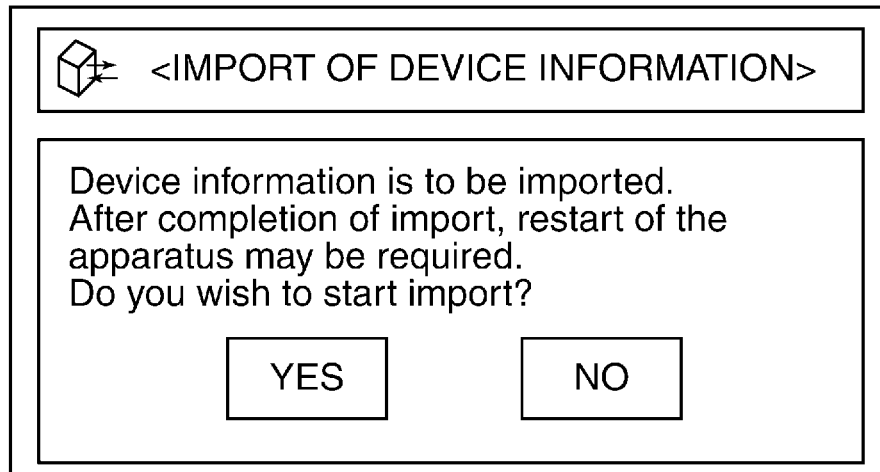 <IMPORT OF DEVICE INFORMATION>
Device information is to be imported.
After completion of import, restart of the
apparatus may be required.
Do you wish to start import?
YES
NO